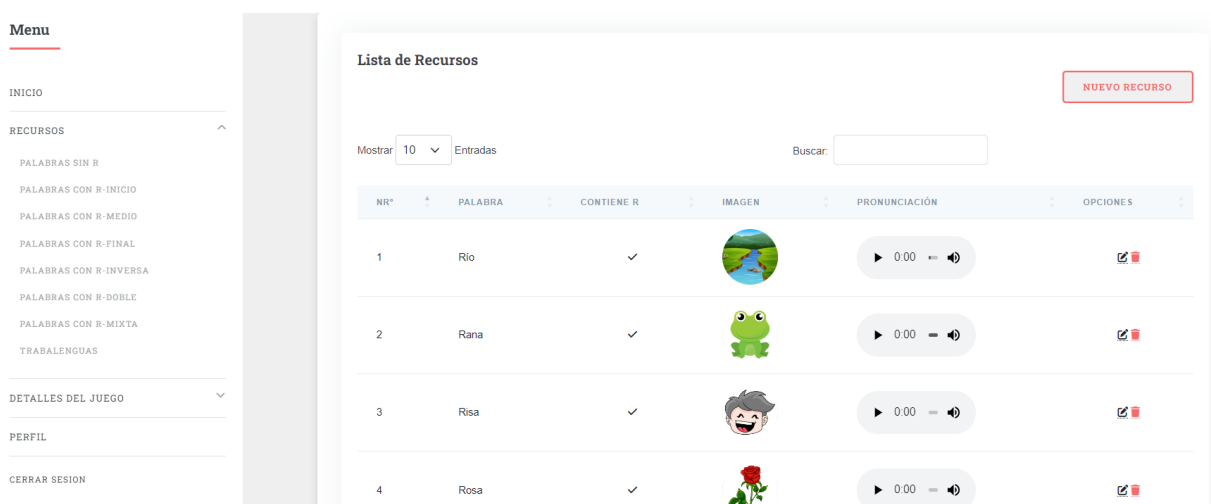 Menu
INICIO
RECURSOS
PALABRAS SIN R
PALABRAS CON R-INICIO
PALABRAS CON R-MEDIO
PALABRAS CON R-FINAL
PALABRAS CON R-INVERSA
PALABRAS CON R-DOBLE
PALABRAS CON R-MIXTA
TRABALENGUAS
DETALLES DEL JUEGO
PERFIL
CERRAR SESION
Lista de Recursos
NUEVO RECURSO
Mostrar 10 Entradas Buscar:
NRº PALABRA CONTIENE R IMAGEN PRONUNCIACIÓN OPCIONES
1 Río 0:00
2 Rana 0:00
3 Risa 0:00
4 Rosa 0:00